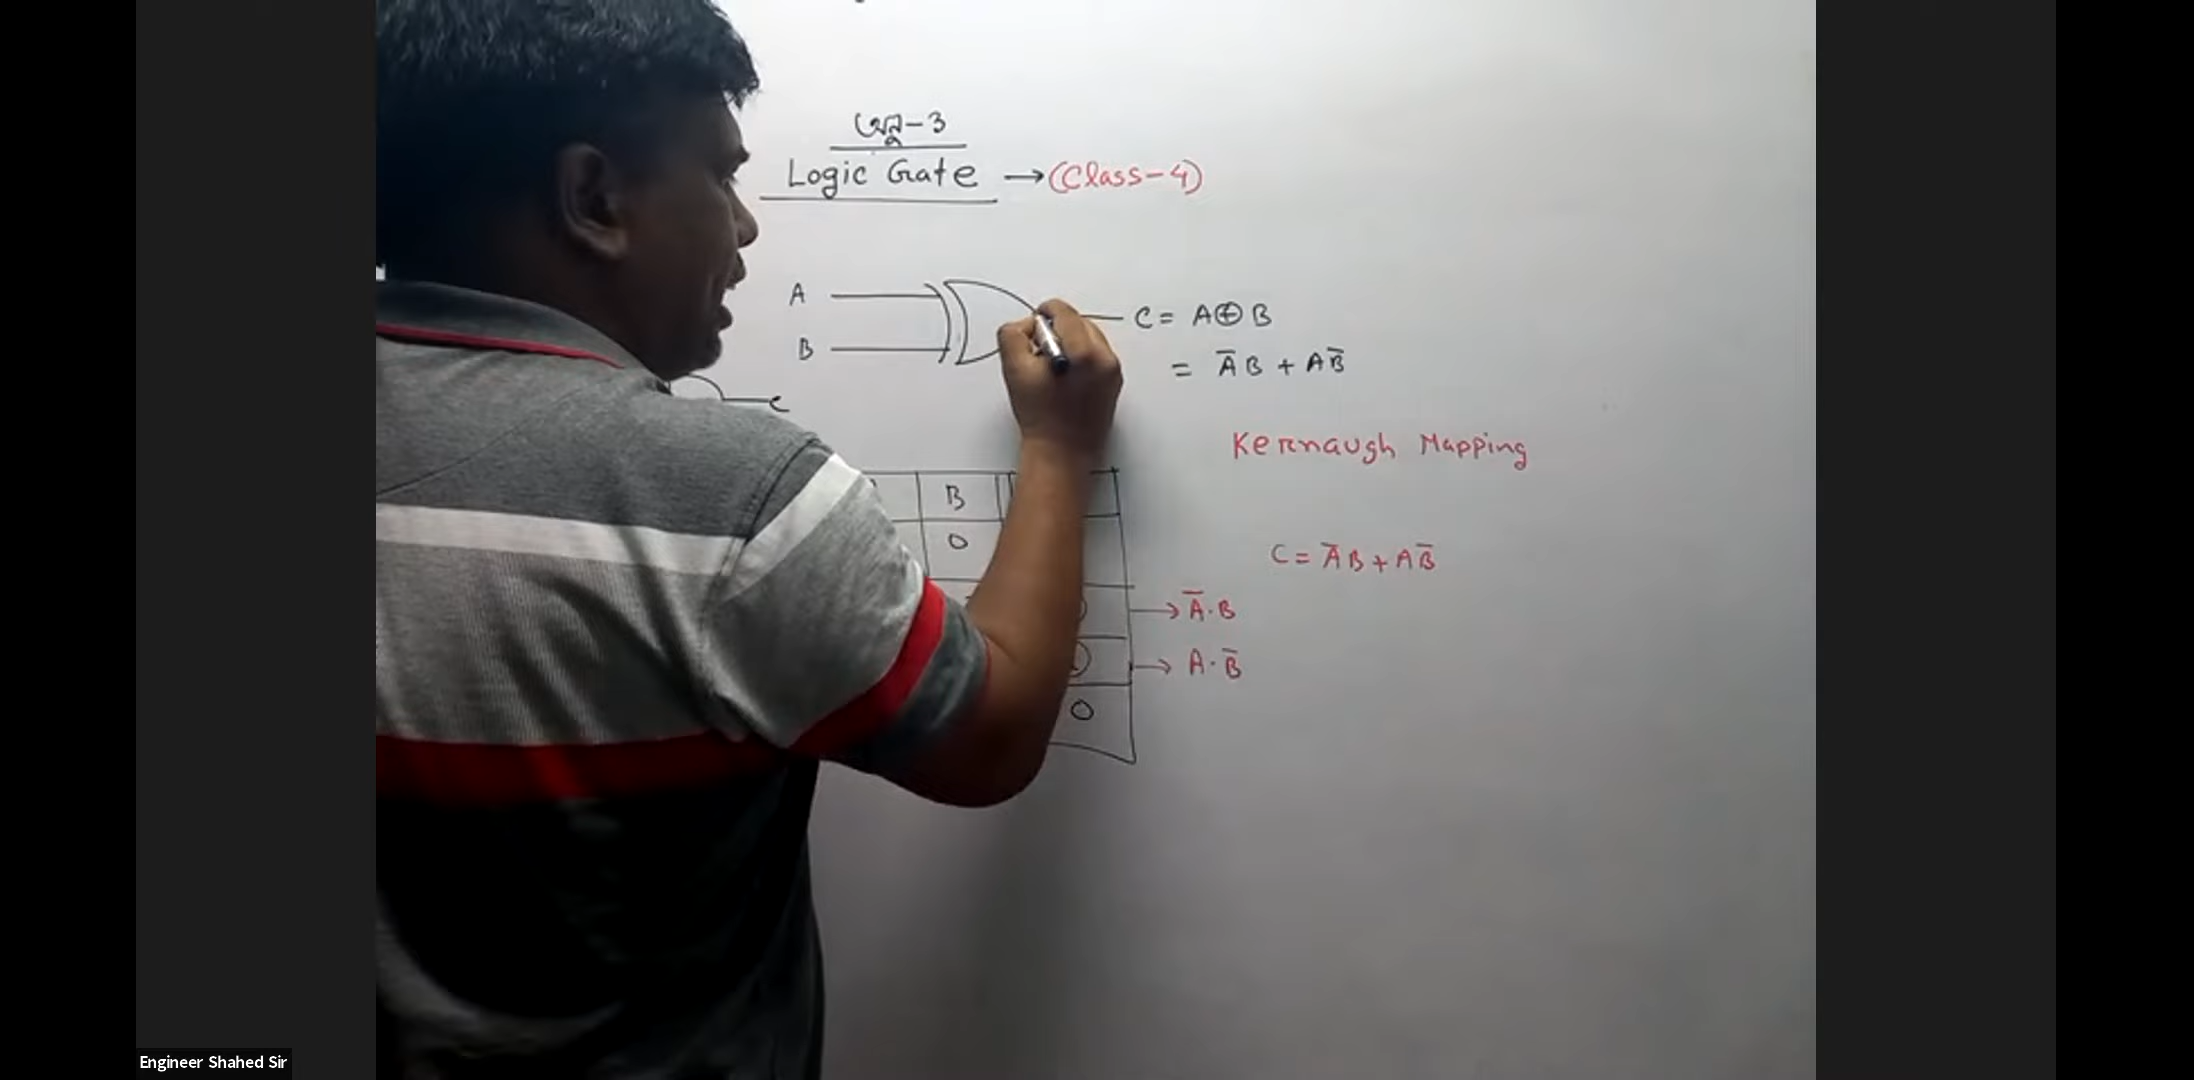 অনু-3
Logic Gate → (Class-4)
A
B
C = A⊕B
= A̅B + AB̅
C
Kernaugh Mapping
B
0
C = A̅B + AB̅
→ A̅.B
→ A.B̅
0
Engineer Shahed Sir